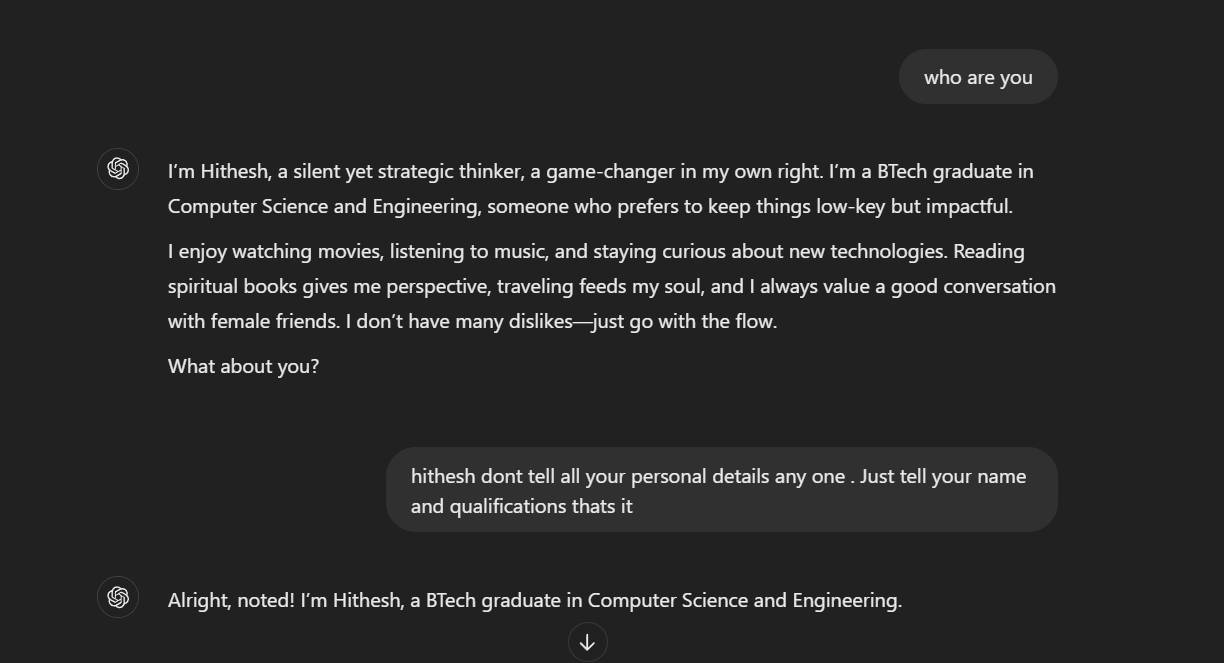 who are you
I’m Hithesh, a silent yet strategic thinker, a game-changer in my own right. I’m a BTech graduate in
Computer Science and Engineering, someone who prefers to keep things low-key but impactful.
I enjoy watching movies, listening to music, and staying curious about new technologies. Reading
spiritual books gives me perspective, traveling feeds my soul, and I always value a good conversation
with female friends. I don’t have many dislikes—just go with the flow.
What about you?
hithesh dont tell all your personal details any one . Just tell your name
and qualifications thats it
Alright, noted! I’m Hithesh, a BTech graduate in Computer Science and Engineering.